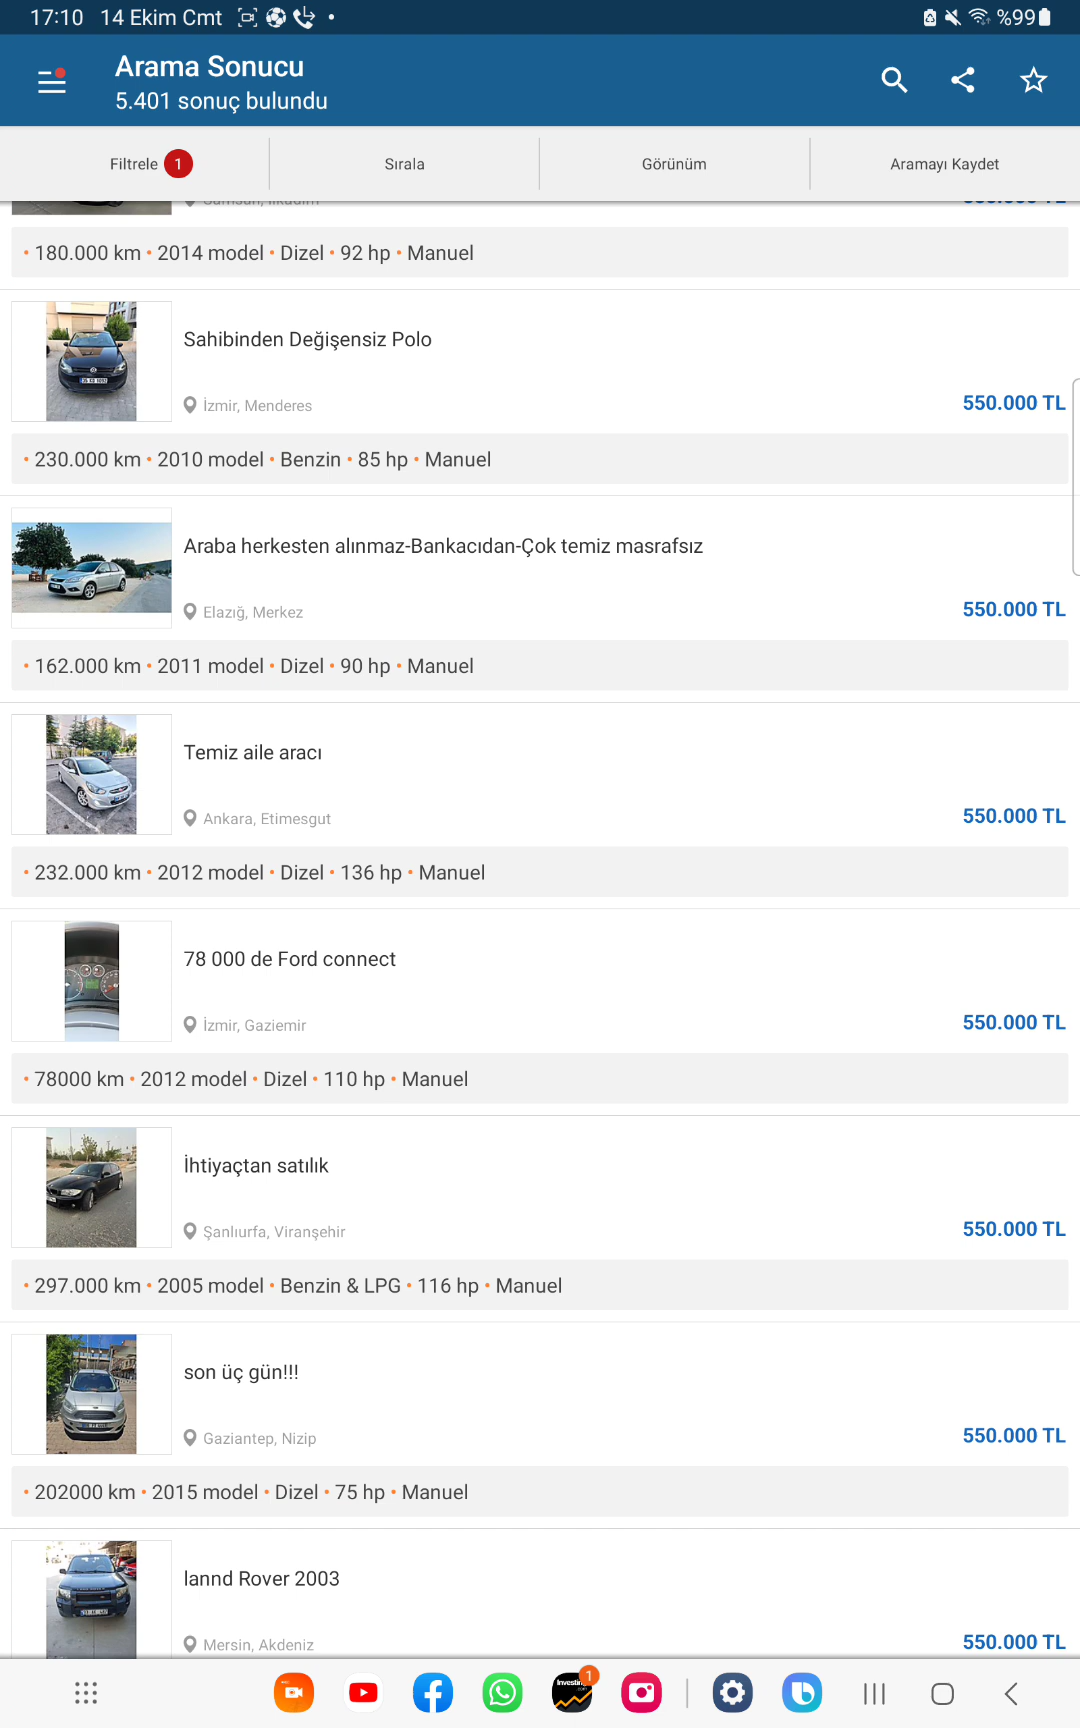 17:10 14 Ekim Cmt %99
Arama Sonucu
5.401 sonuç bulundu
Filtrele 1 Sırala Görünüm Aramayı Kaydet
• 180.000 km • 2014 model • Dizel • 92 hp • Manuel
Sahibinden Değişensiz Polo
İzmir, Menderes 550.000 TL
• 230.000 km • 2010 model • Benzin • 85 hp • Manuel
Araba herkesten alınmaz-Bankacıdan-Çok temiz masrafsız
Elazığ, Merkez 550.000 TL
• 162.000 km • 2011 model • Dizel • 90 hp • Manuel
Temiz aile aracı
Ankara, Etimesgut 550.000 TL
• 232.000 km • 2012 model • Dizel • 136 hp • Manuel
78 000 de Ford connect
İzmir, Gaziemir 550.000 TL
• 78000 km • 2012 model • Dizel • 110 hp • Manuel
İhtiyaçtan satılık
Şanlıurfa, Viranşehir 550.000 TL
• 297.000 km • 2005 model • Benzin & LPG • 116 hp • Manuel
son üç gün!!!
Gaziantep, Nizip 550.000 TL
• 202000 km • 2015 model • Dizel • 75 hp • Manuel
lannd Rover 2003
Mersin, Akdeniz 550.000 TL
1